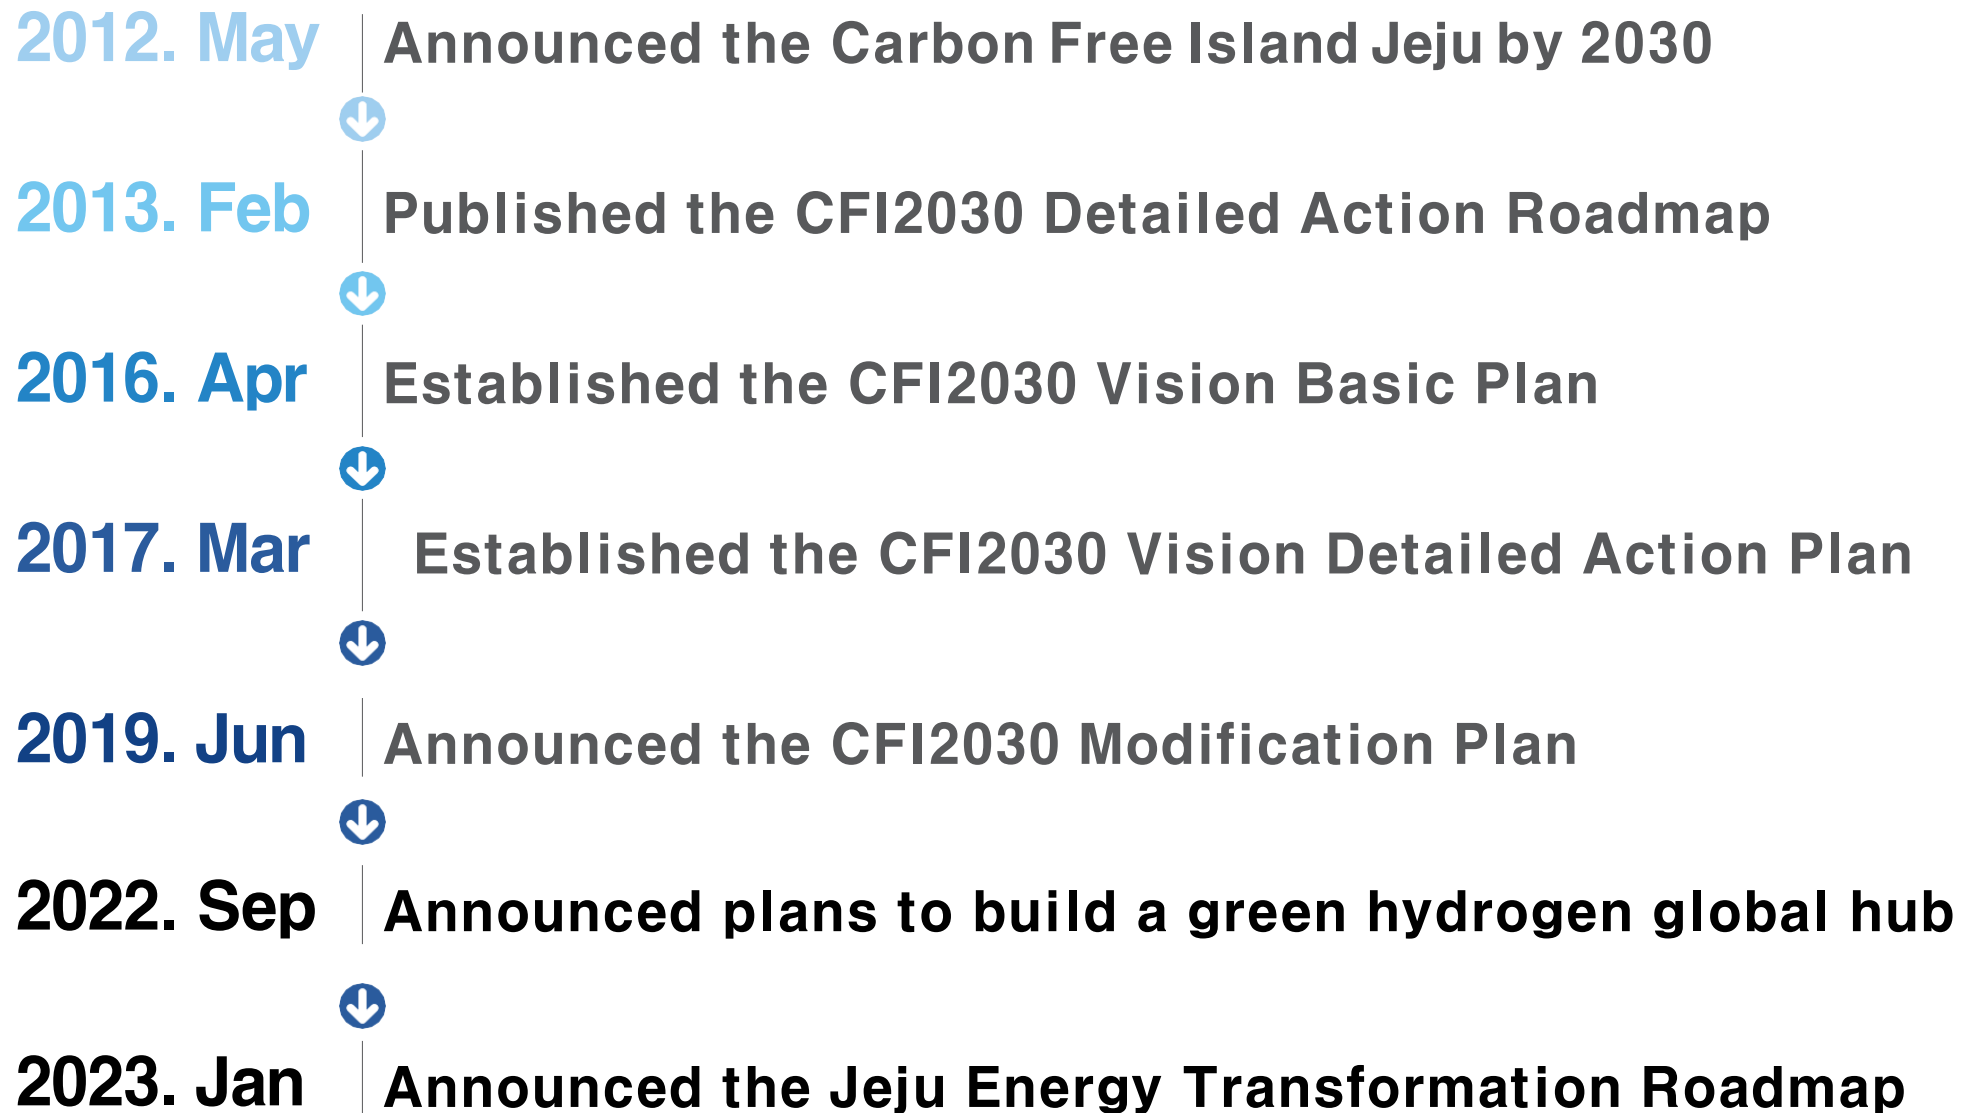 2012. May Announced the Carbon Free Island Jeju by 2030
2013. Feb Published the CFI2030 Detailed Action Roadmap
2016. Apr Established the CFI2030 Vision Basic Plan
2017. Mar Established the CFI2030 Vision Detailed Action Plan
2019. Jun Announced the CFI2030 Modification Plan
2022. Sep Announced plans to build a green hydrogen global hub
2023. Jan Announced the Jeju Energy Transformation Roadmap